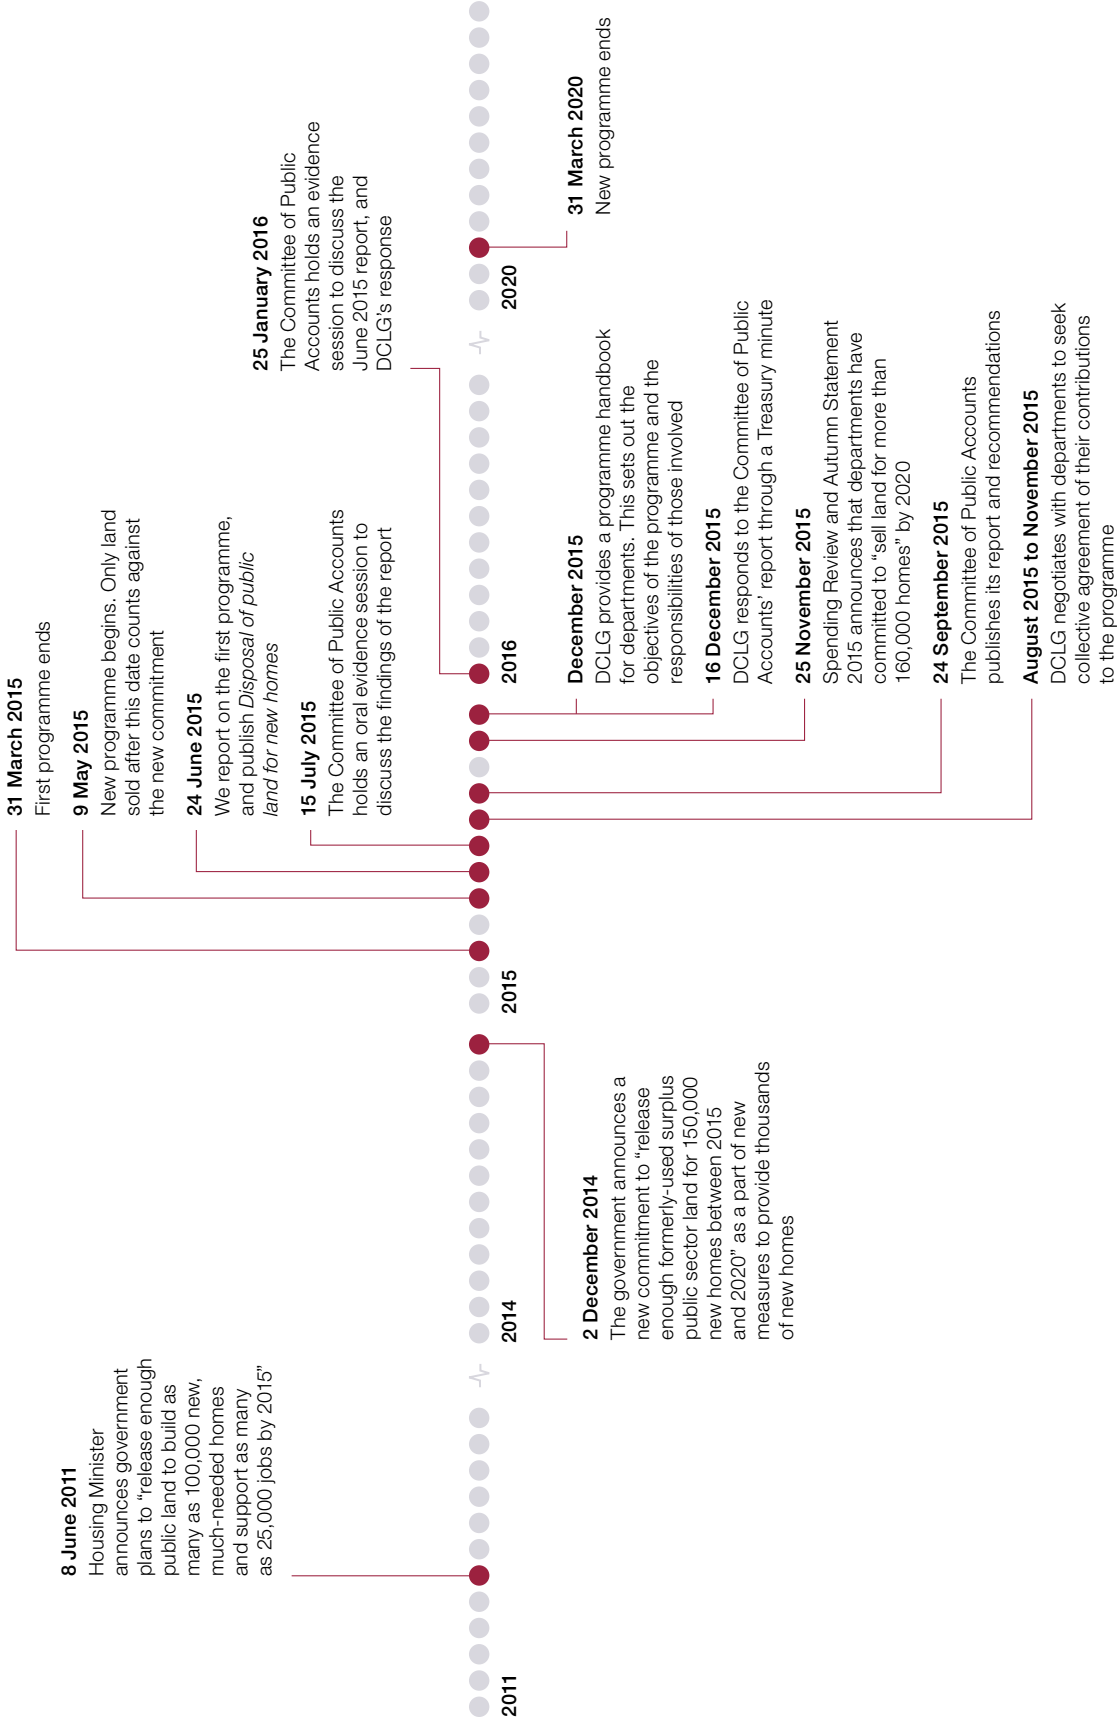 8 June 2011
Housing Minister
announces government
plans to “release enough
public land to build as
many as 100,000 new,
much-needed homes
and support as many
as 25,000 jobs by 2015”
31 March 2015
First programme ends
9 May 2015
New programme begins. Only land
sold after this date counts against
the new commitment
24 June 2015
We report on the first programme,
and publish Disposal of public
land for new homes
15 July 2015
The Committee of Public Accounts
holds an oral evidence session to
discuss the findings of the report
25 January 2016
The Committee of Public
Accounts holds an evidence
session to discuss the
June 2015 report, and
DCLG’s response
2011
2014
2015
2016
2020
2 December 2014
The government announces a
new commitment to “release
enough formerly-used surplus
public sector land for 150,000
new homes between 2015
and 2020” as a part of new
measures to provide thousands
of new homes
December 2015
DCLG provides a programme handbook
for departments. This sets out the
objectives of the programme and the
responsibilities of those involved
16 December 2015
DCLG responds to the Committee of Public
Accounts’ report through a Treasury minute
25 November 2015
Spending Review and Autumn Statement
2015 announces that departments have
committed to “sell land for more than
160,000 homes” by 2020
24 September 2015
The Committee of Public Accounts
publishes its report and recommendations
August 2015 to November 2015
DCLG negotiates with departments to seek
collective agreement of their contributions
to the programme
31 March 2020
New programme ends